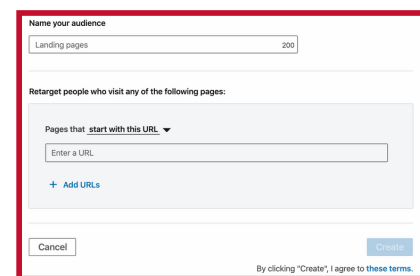 Name your audience
Landing pages 200
Retarget people who visit any of the following pages:
Pages that start with this URL
Enter a URL
+ Add URLs
Cancel Create
By clicking "Create", I agree to these terms.